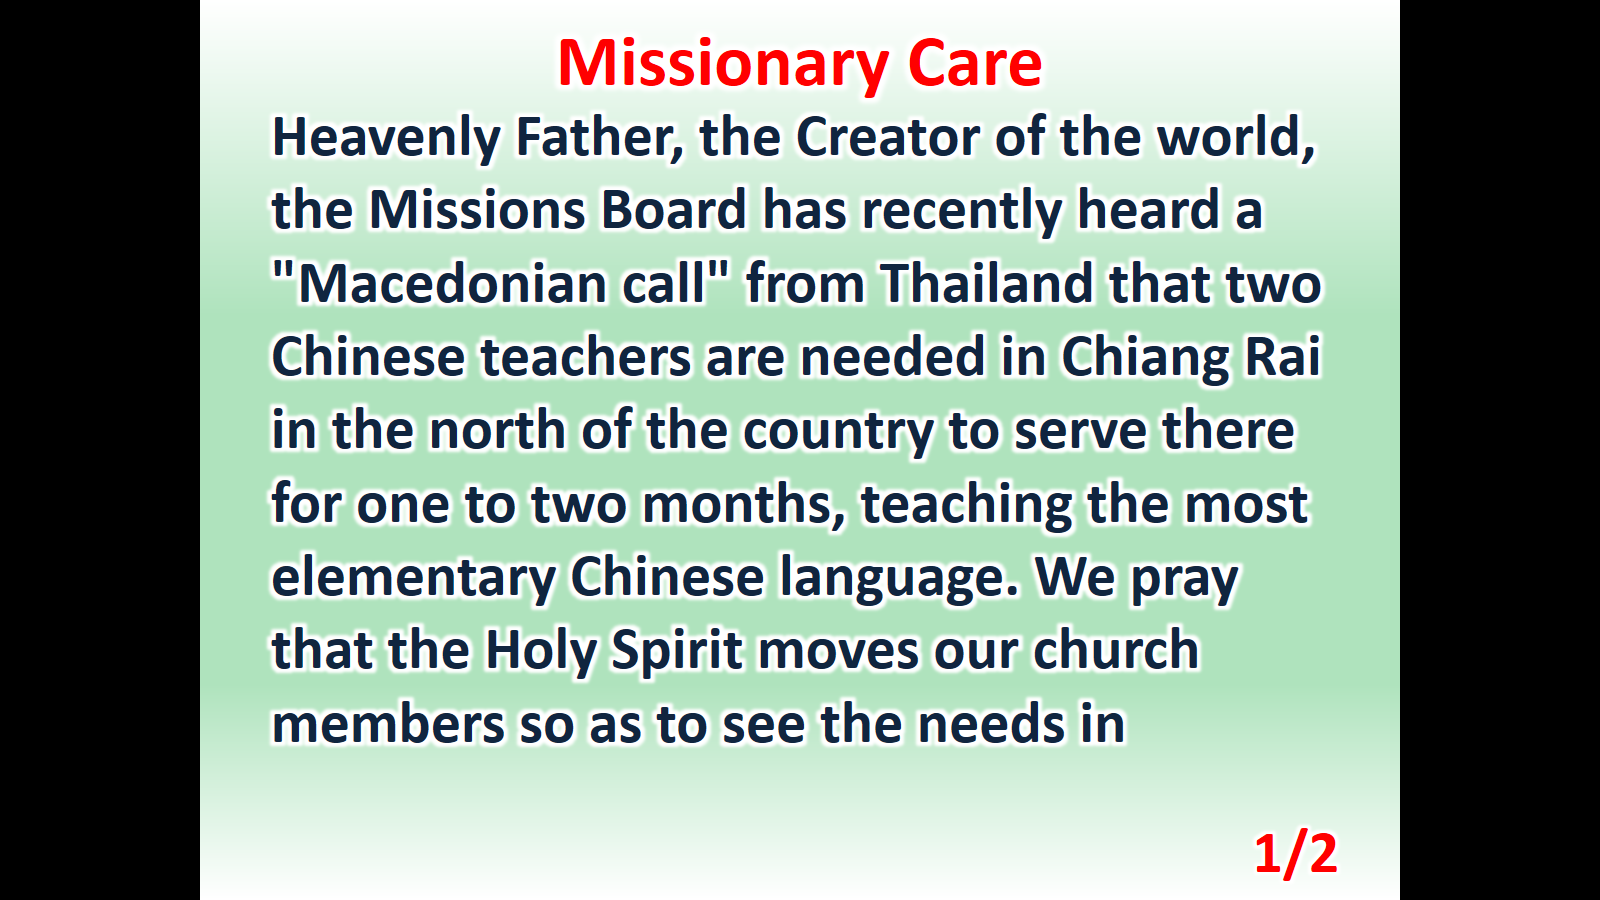 Missionary Care
Heavenly Father, the Creator of the world,
the Missions Board has recently heard a
"Macedonian call" from Thailand that two
Chinese teachers are needed in Chiang Rai
in the north of the country to serve there
for one to two months, teaching the most
elementary Chinese language. We pray
that the Holy Spirit moves our church
members so as to see the needs in
1/2